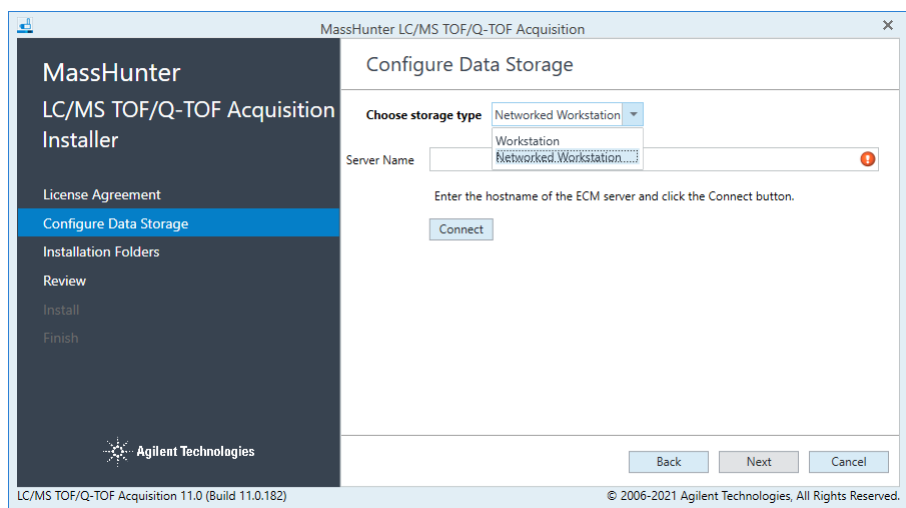 MassHunter LC/MS TOF/Q-TOF Acquisition
MassHunter
LC/MS TOF/Q-TOF Acquisition
Installer
License Agreement
Configure Data Storage
Installation Folders
Review
Install
Finish
Agilent Technologies
Configure Data Storage
Choose storage type Networked Workstation
Workstation
Networked Workstation
Server Name
Enter the hostname of the ECM server and click the Connect button.
Connect
Back Next Cancel
LC/MS TOF/Q-TOF Acquisition 11.0 (Build 11.0.182) © 2006-2021 Agilent Technologies, All Rights Reserved.